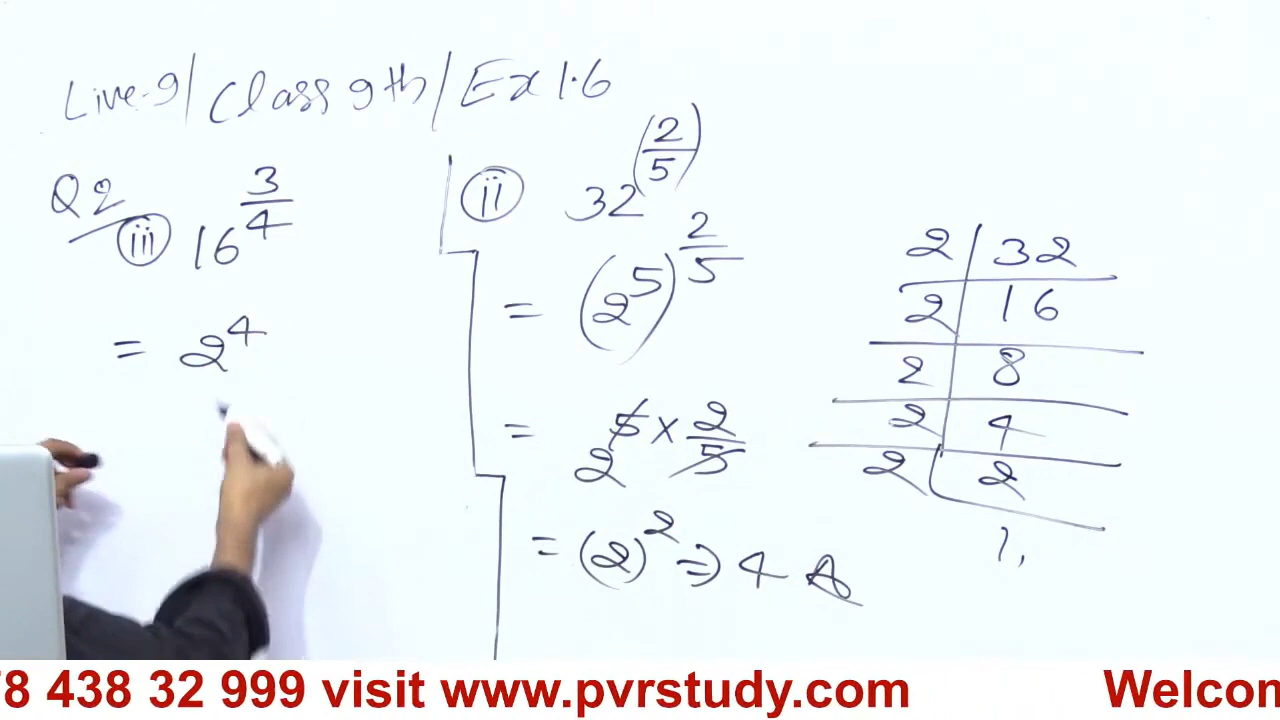 Live-9/Class 9th/Ex 1.6
Q2
(iii) 16^(3/4)
= 2^4
(ii) 32^(2/5)
= (2^5)^(2/5)
= 2^(5 × 2/5)
= (2)^2 ⇒ 4 A
2 | 32
2 | 16
2 | 8
2 | 4
2 | 2
1.
78 438 32 999 visit www.pvrstudy.com Welcon